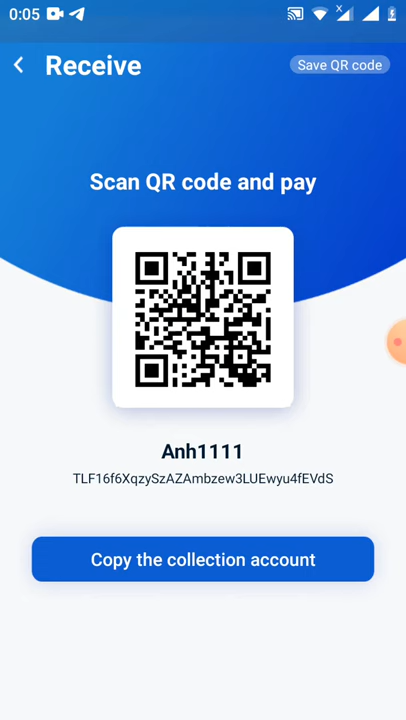 0:05
Receive
Save QR code
Scan QR code and pay
Anh1111
TLF16f6XqzySzAZAmbzew3LUEwyu4fEVdS
Copy the collection account